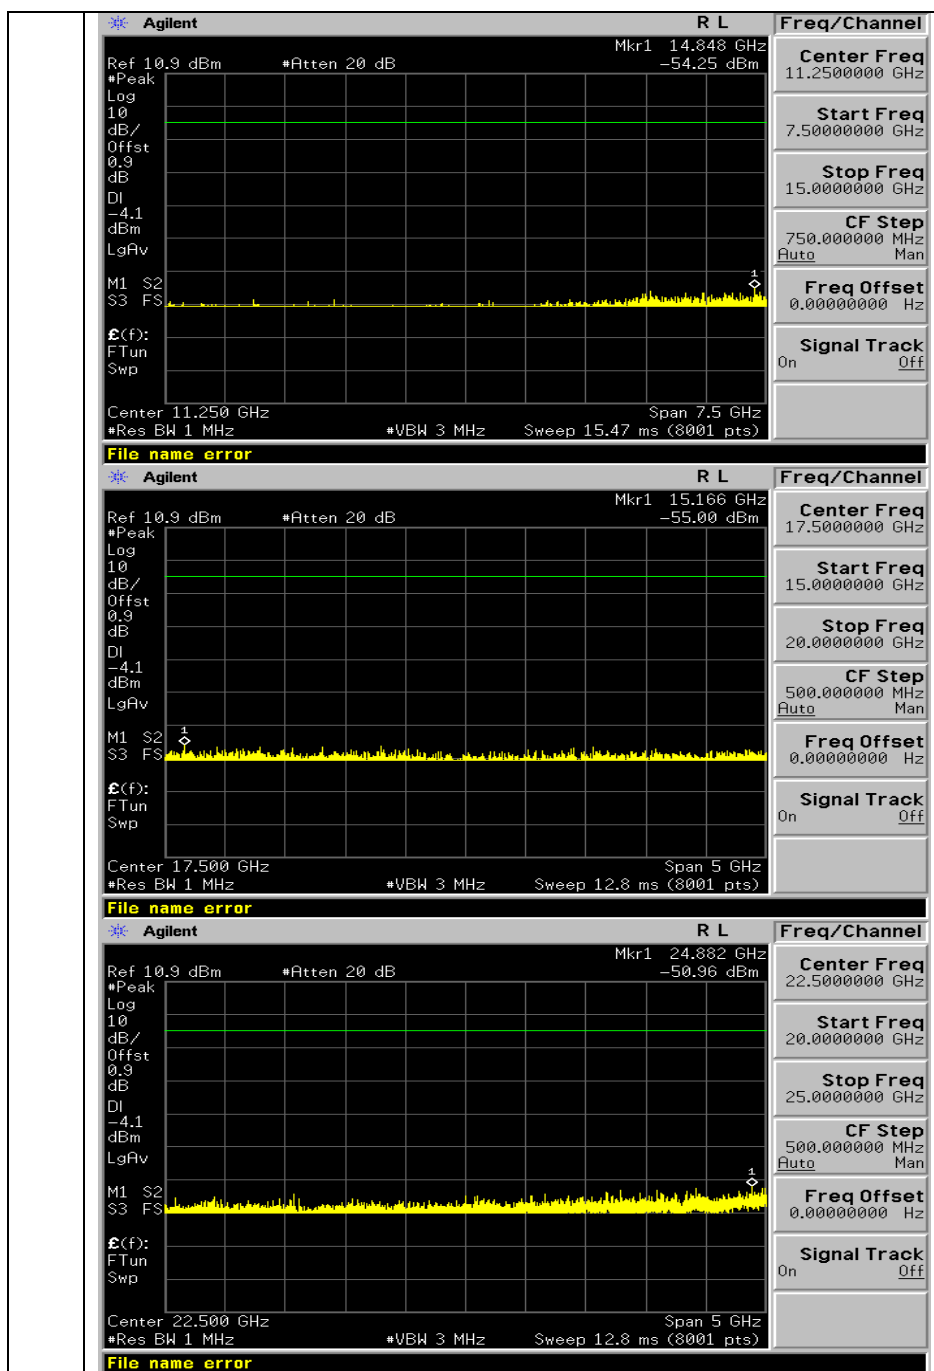 Agilent R L Freq/Channel
Mkr1 14.848 GHz
Ref 10.9 dBm #Atten 20 dB -54.25 dBm
#Peak
Log
10
dB/
Offst
0.9
dB
DI
-4.1
dBm
LgAv
M1 S2
S3 FS
£(f):
FTun
Swp
1
Center 11.250 GHz Span 7.5 GHz
#Res BW 1 MHz #VBW 3 MHz Sweep 15.47 ms (8001 pts)
File name error
Center Freq
11.2500000 GHz
Start Freq
7.50000000 GHz
Stop Freq
15.0000000 GHz
CF Step
750.000000 MHz
Auto Man
Freq Offset
0.00000000 Hz
Signal Track
On Off
Agilent R L Freq/Channel
Mkr1 15.166 GHz
Ref 10.9 dBm #Atten 20 dB -55.00 dBm
#Peak
Log
10
dB/
Offst
0.9
dB
DI
-4.1
dBm
LgAv
M1 S2
S3 FS
£(f):
FTun
Swp
1
Center 17.500 GHz Span 5 GHz
#Res BW 1 MHz #VBW 3 MHz Sweep 12.8 ms (8001 pts)
File name error
Center Freq
17.5000000 GHz
Start Freq
15.0000000 GHz
Stop Freq
20.0000000 GHz
CF Step
500.000000 MHz
Auto Man
Freq Offset
0.00000000 Hz
Signal Track
On Off
Agilent R L Freq/Channel
Mkr1 24.882 GHz
Ref 10.9 dBm #Atten 20 dB -50.96 dBm
#Peak
Log
10
dB/
Offst
0.9
dB
DI
-4.1
dBm
LgAv
M1 S2
S3 FS
£(f):
FTun
Swp
1
Center 22.500 GHz Span 5 GHz
#Res BW 1 MHz #VBW 3 MHz Sweep 12.8 ms (8001 pts)
File name error
Center Freq
22.5000000 GHz
Start Freq
20.0000000 GHz
Stop Freq
25.0000000 GHz
CF Step
500.000000 MHz
Auto Man
Freq Offset
0.00000000 Hz
Signal Track
On Off